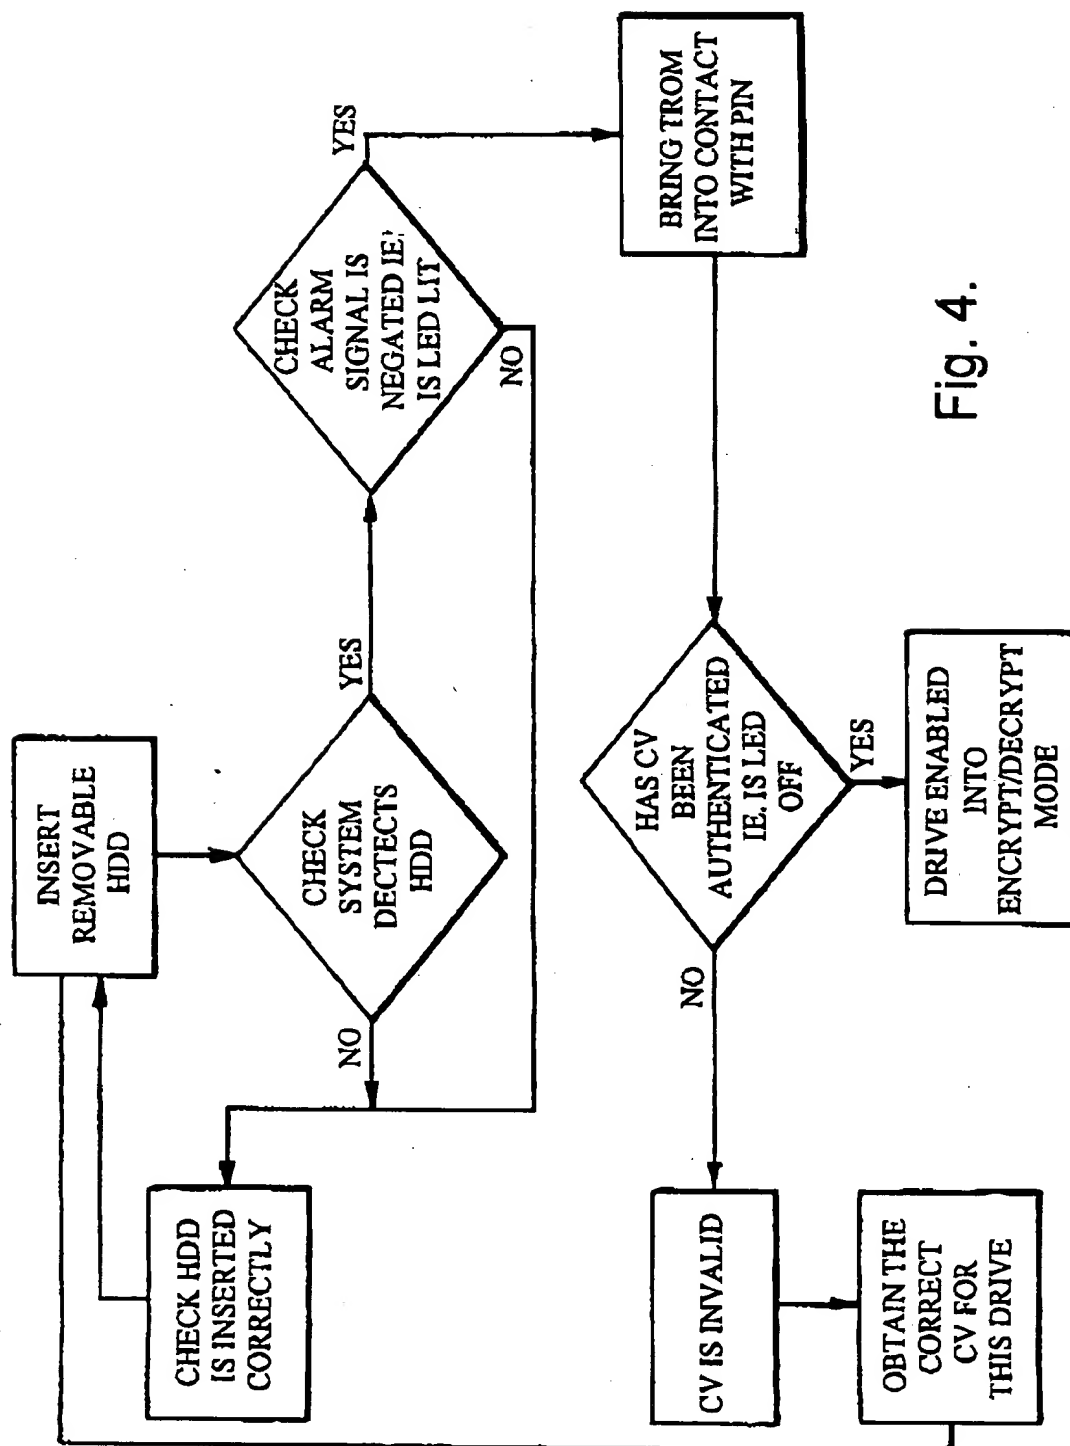 INSERT
REMOVABLE
HDD
CHECK
SYSTEM
DECTECTS
HDD
YES
NO
CHECK HDD
IS INSERTED
CORRECTLY
CHECK
ALARM
SIGNAL IS
NEGATED IE.
IS LED LIT
YES
NO
BRING TROM
INTO CONTACT
WITH PIN
HAS CV
BEEN
AUTHENTICATED
IE. IS LED
OFF
YES
NO
DRIVE ENABLED
INTO
ENCRYPT/DECRYPT
MODE
CV IS INVALID
OBTAIN THE
CORRECT
CV FOR
THIS DRIVE
Fig. 4.